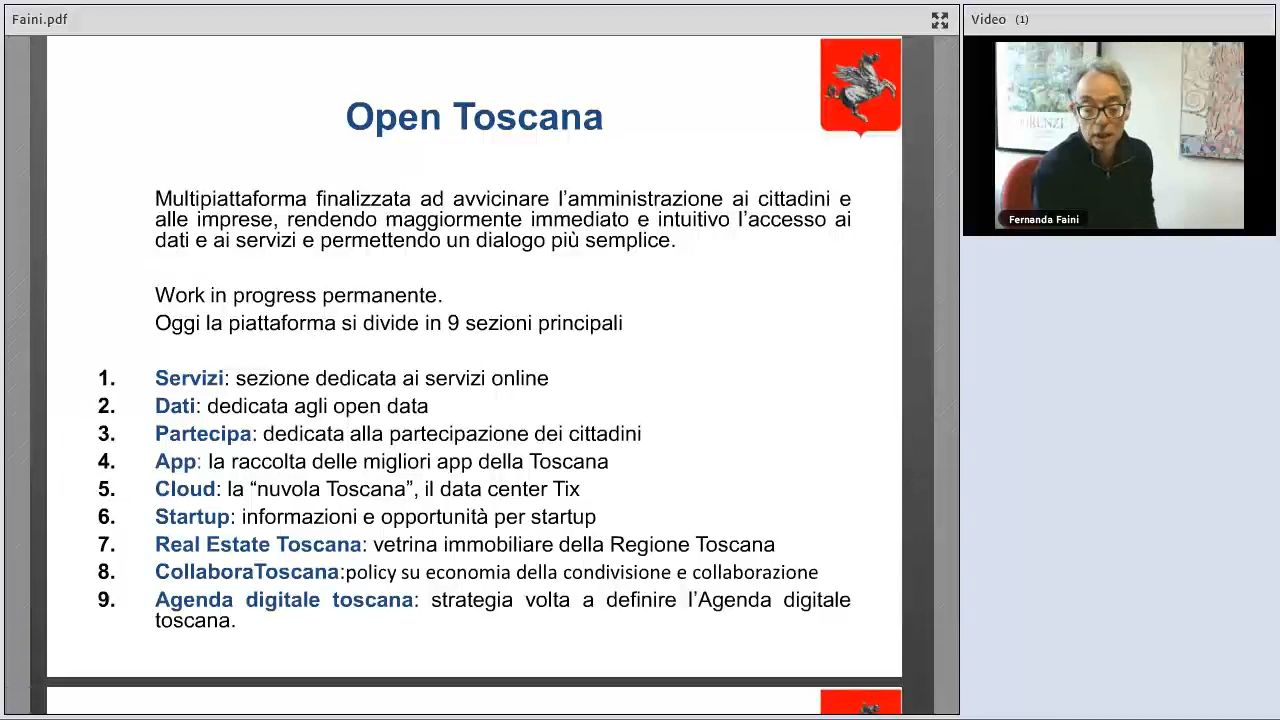 Faini.pdf
Video (1)
Open Toscana
Multipiattaforma finalizzata ad avvicinare l’amministrazione ai cittadini e
alle imprese, rendendo maggiormente immediato e intuitivo l’accesso ai
dati e ai servizi e permettendo un dialogo più semplice.
Work in progress permanente.
Oggi la piattaforma si divide in 9 sezioni principali
1. Servizi: sezione dedicata ai servizi online
2. Dati: dedicata agli open data
3. Partecipa: dedicata alla partecipazione dei cittadini
4. App: la raccolta delle migliori app della Toscana
5. Cloud: la “nuvola Toscana”, il data center Tix
6. Startup: informazioni e opportunità per startup
7. Real Estate Toscana: vetrina immobiliare della Regione Toscana
8. CollaboraToscana:policy su economia della condivisione e collaborazione
9. Agenda digitale toscana: strategia volta a definire l’Agenda digitale
toscana.
Fernanda Faini